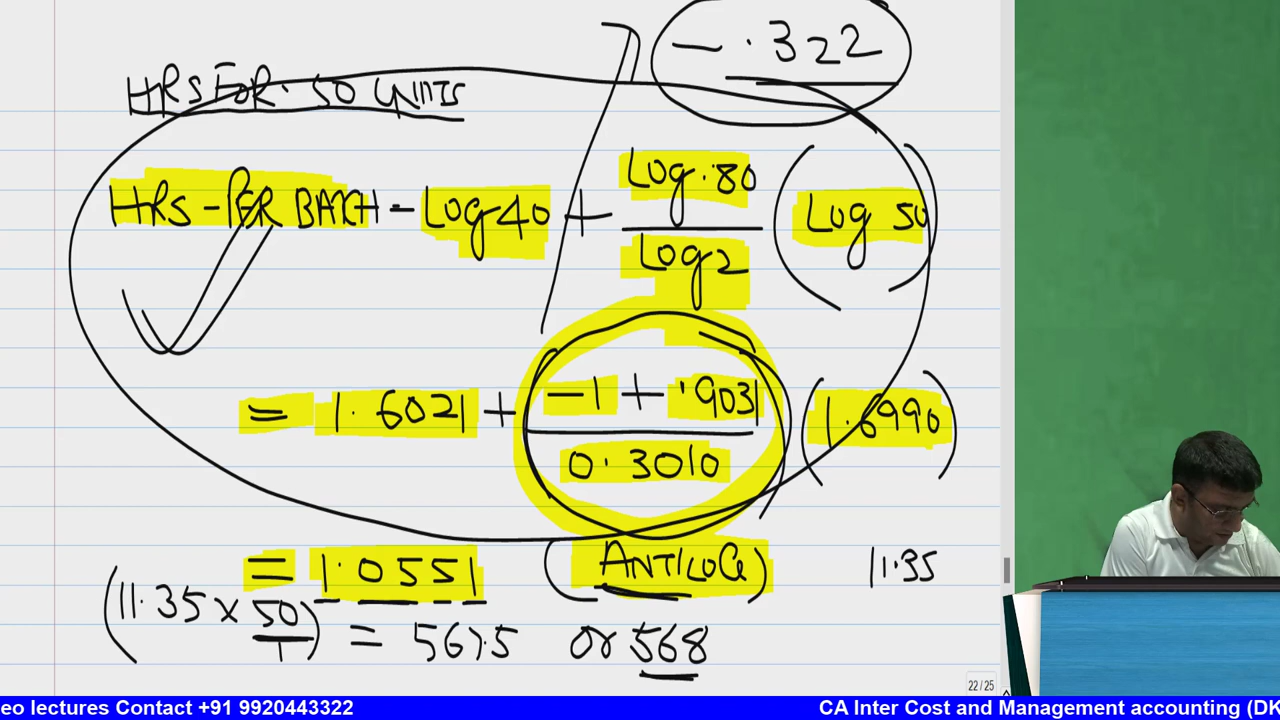 - .322
HRS FOR 50 UNITS
HRS - PER BATCH - Log 40 + Log .80 / Log 2 (Log 50)
= 1.6021 + -1 + .9031 / 0.3010 (1.6990)
= 1.0551 (ANTILOG) 11.35
(11.35 x 50/1) = 567.5 or 568
22 / 25
eo lectures Contact +91 9920443322
CA Inter Cost and Management accounting (DK